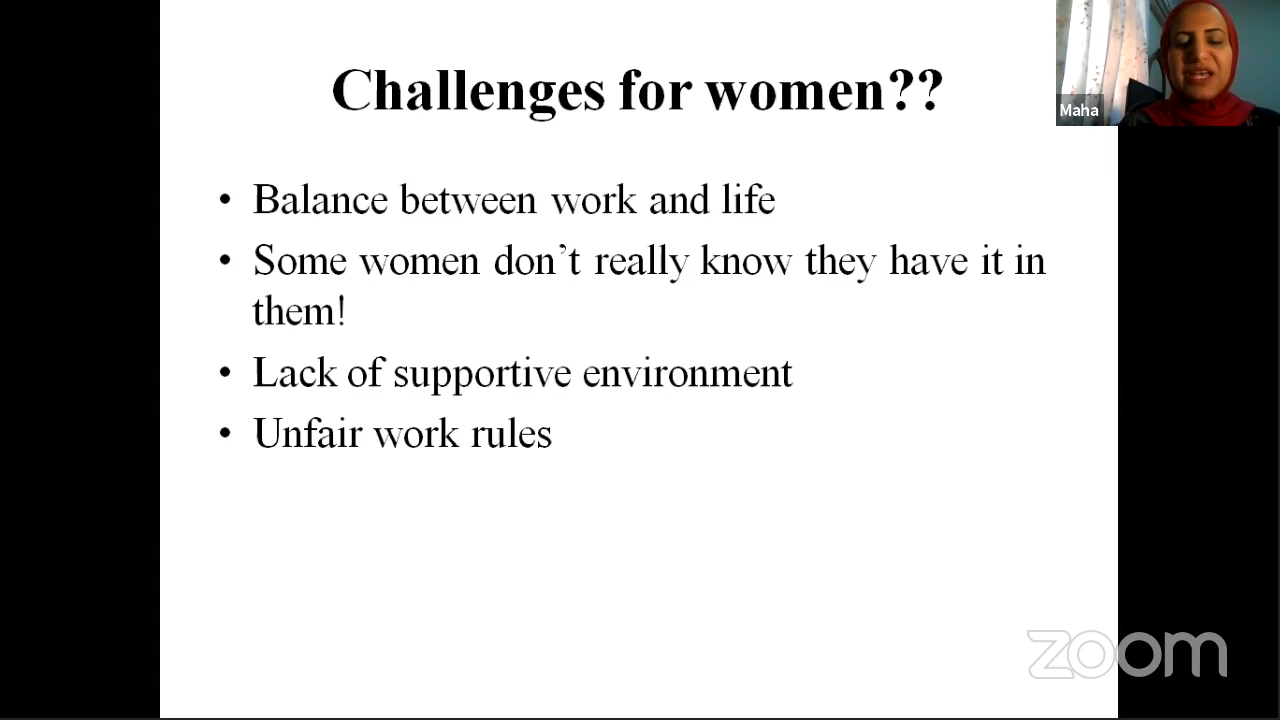 Challenges for women??
Maha
• Balance between work and life
• Some women don’t really know they have it in
them!
• Lack of supportive environment
• Unfair work rules
zoom